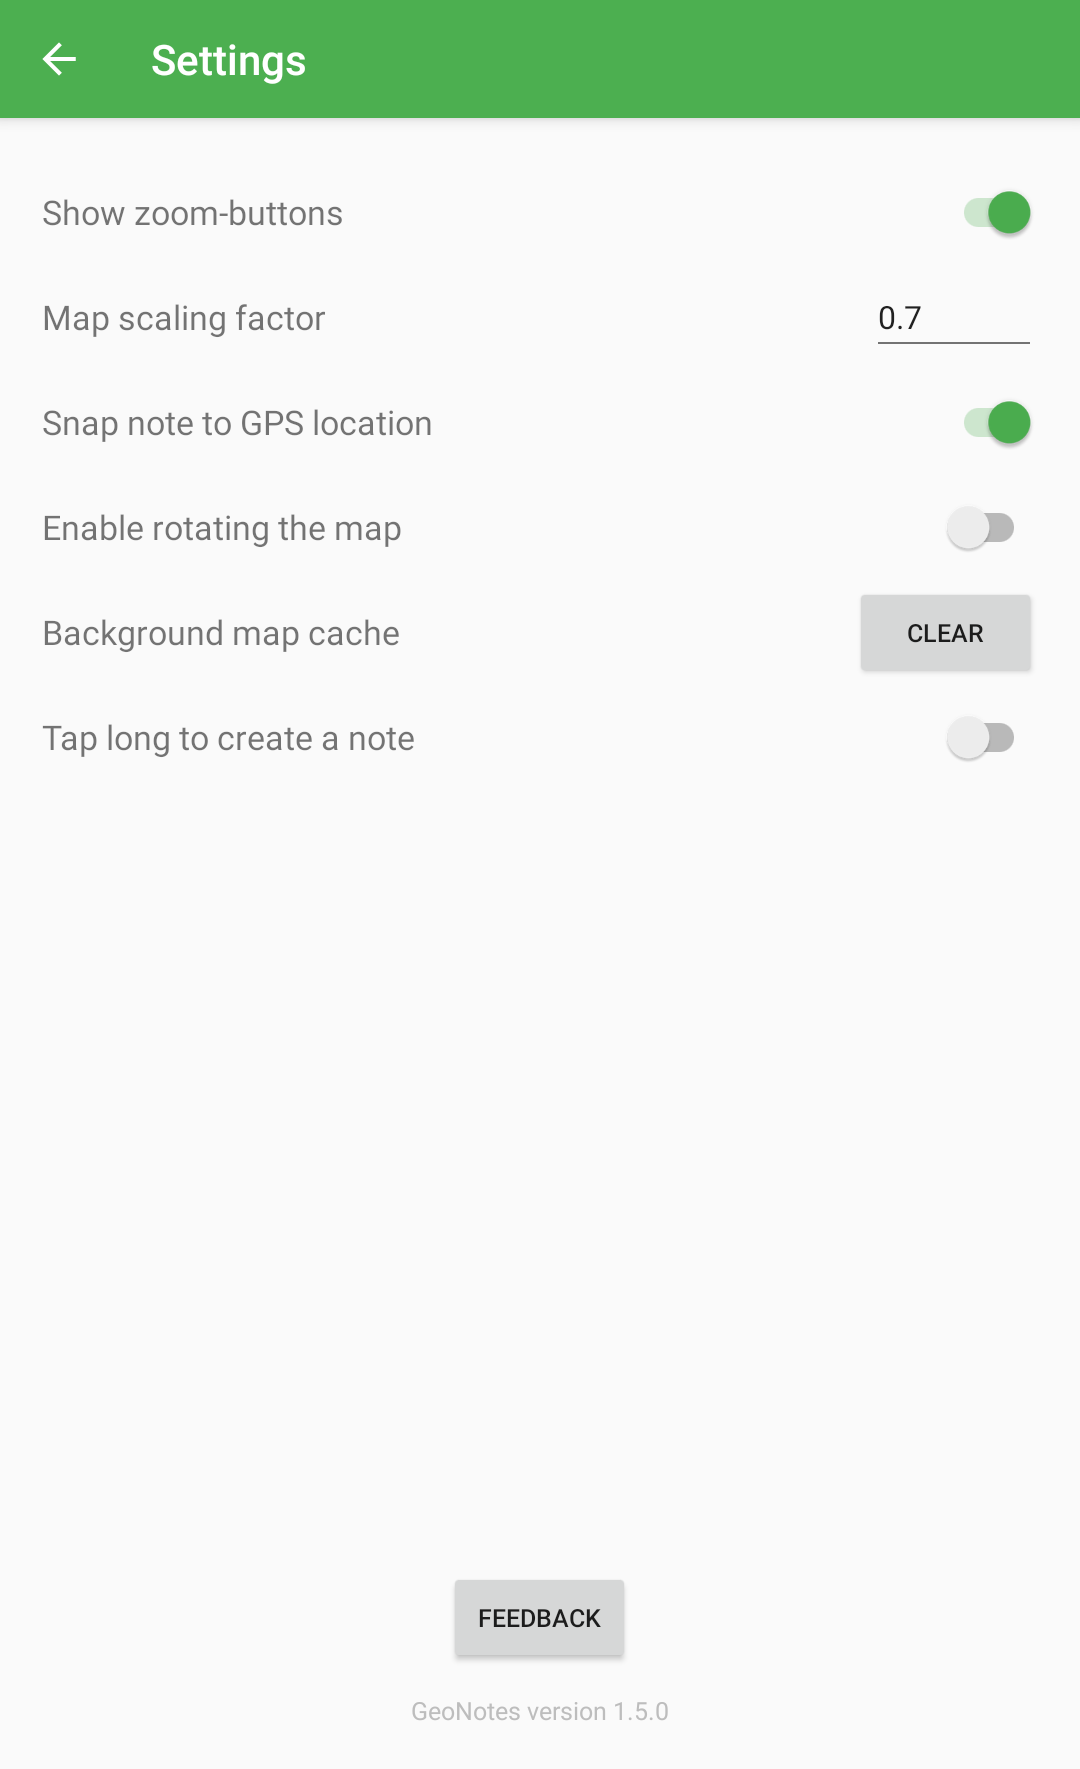 Settings
Show zoom-buttons
Map scaling factor
0.7
Snap note to GPS location
Enable rotating the map
Background map cache
CLEAR
Tap long to create a note
FEEDBACK
GeoNotes version 1.5.0